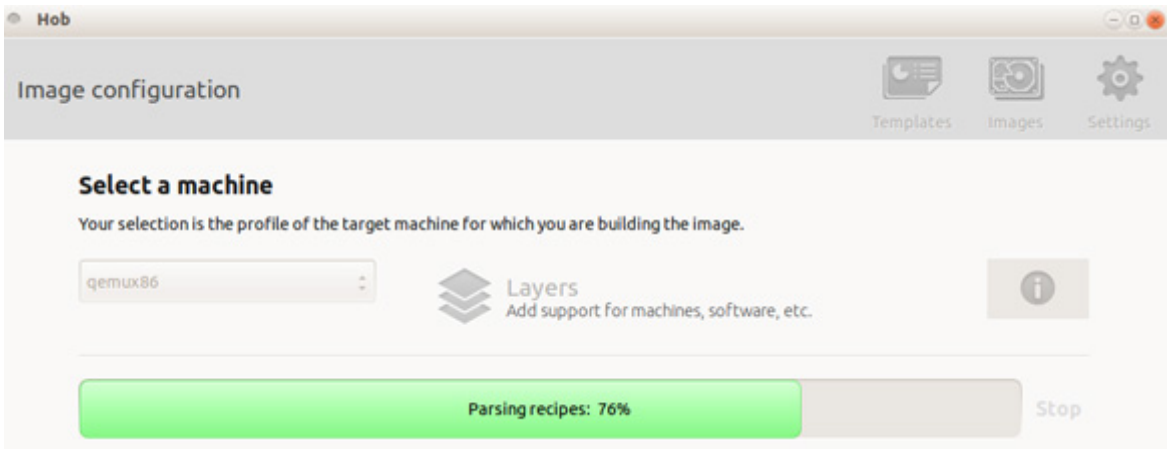 Hob
Image configuration
Templates Images Settings
Select a machine
Your selection is the profile of the target machine for which you are building the image.
qemux86
Layers
Add support for machines, software, etc.
Parsing recipes: 76%
Stop